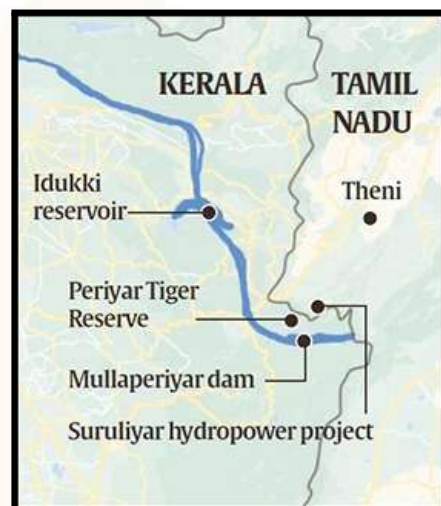 KERALA
TAMIL
NADU
Idukki
reservoir
Theni
Periyar Tiger
Reserve
Mullaperiyar dam
Suruliyar hydropower project